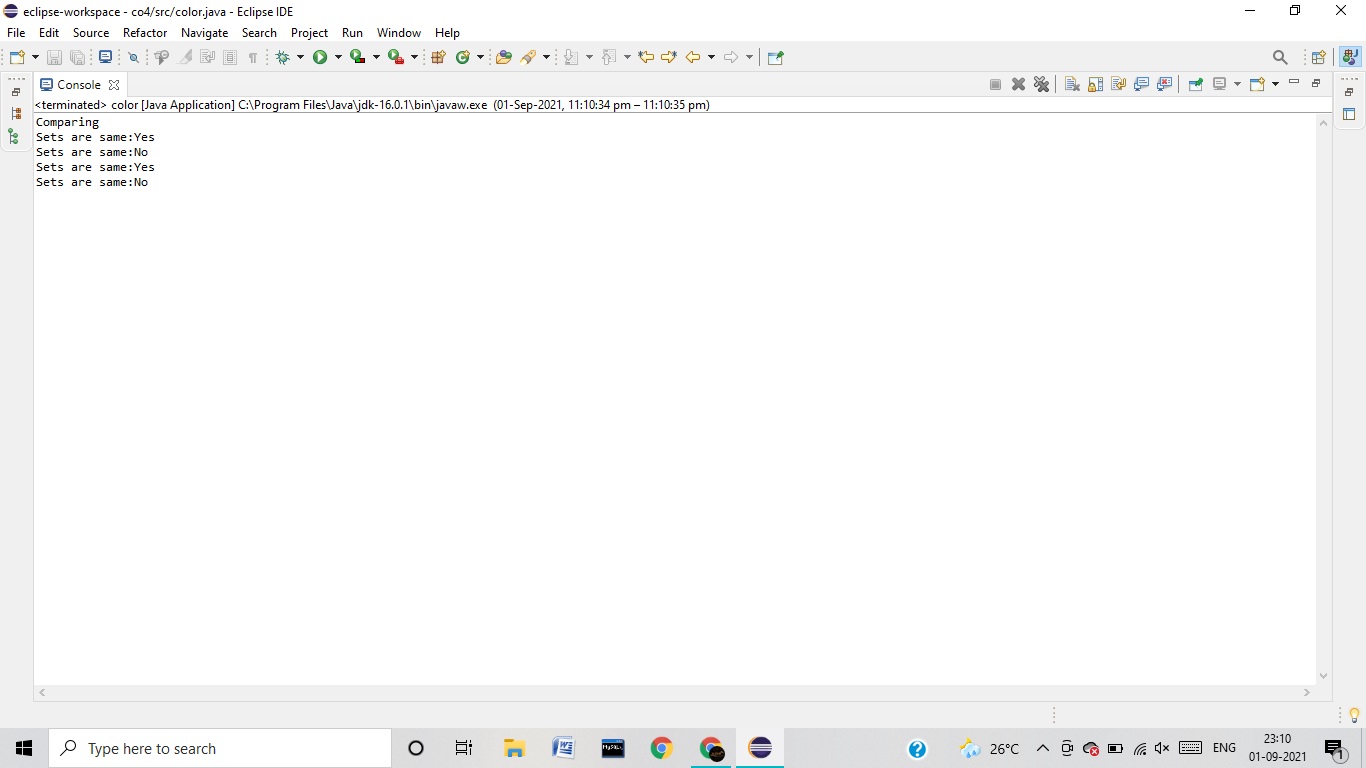 eclipse-workspace - co4/src/color.java - Eclipse IDE
File Edit Source Refactor Navigate Search Project Run Window Help
Console
<terminated> color [Java Application] C:\Program Files\Java\jdk-16.0.1\bin\javaw.exe (01-Sep-2021, 11:10:34 pm – 11:10:35 pm)
Comparing
Sets are same:Yes
Sets are same:No
Sets are same:Yes
Sets are same:No
Type here to search
MySQL
26°C
ENG
23:10
01-09-2021
1